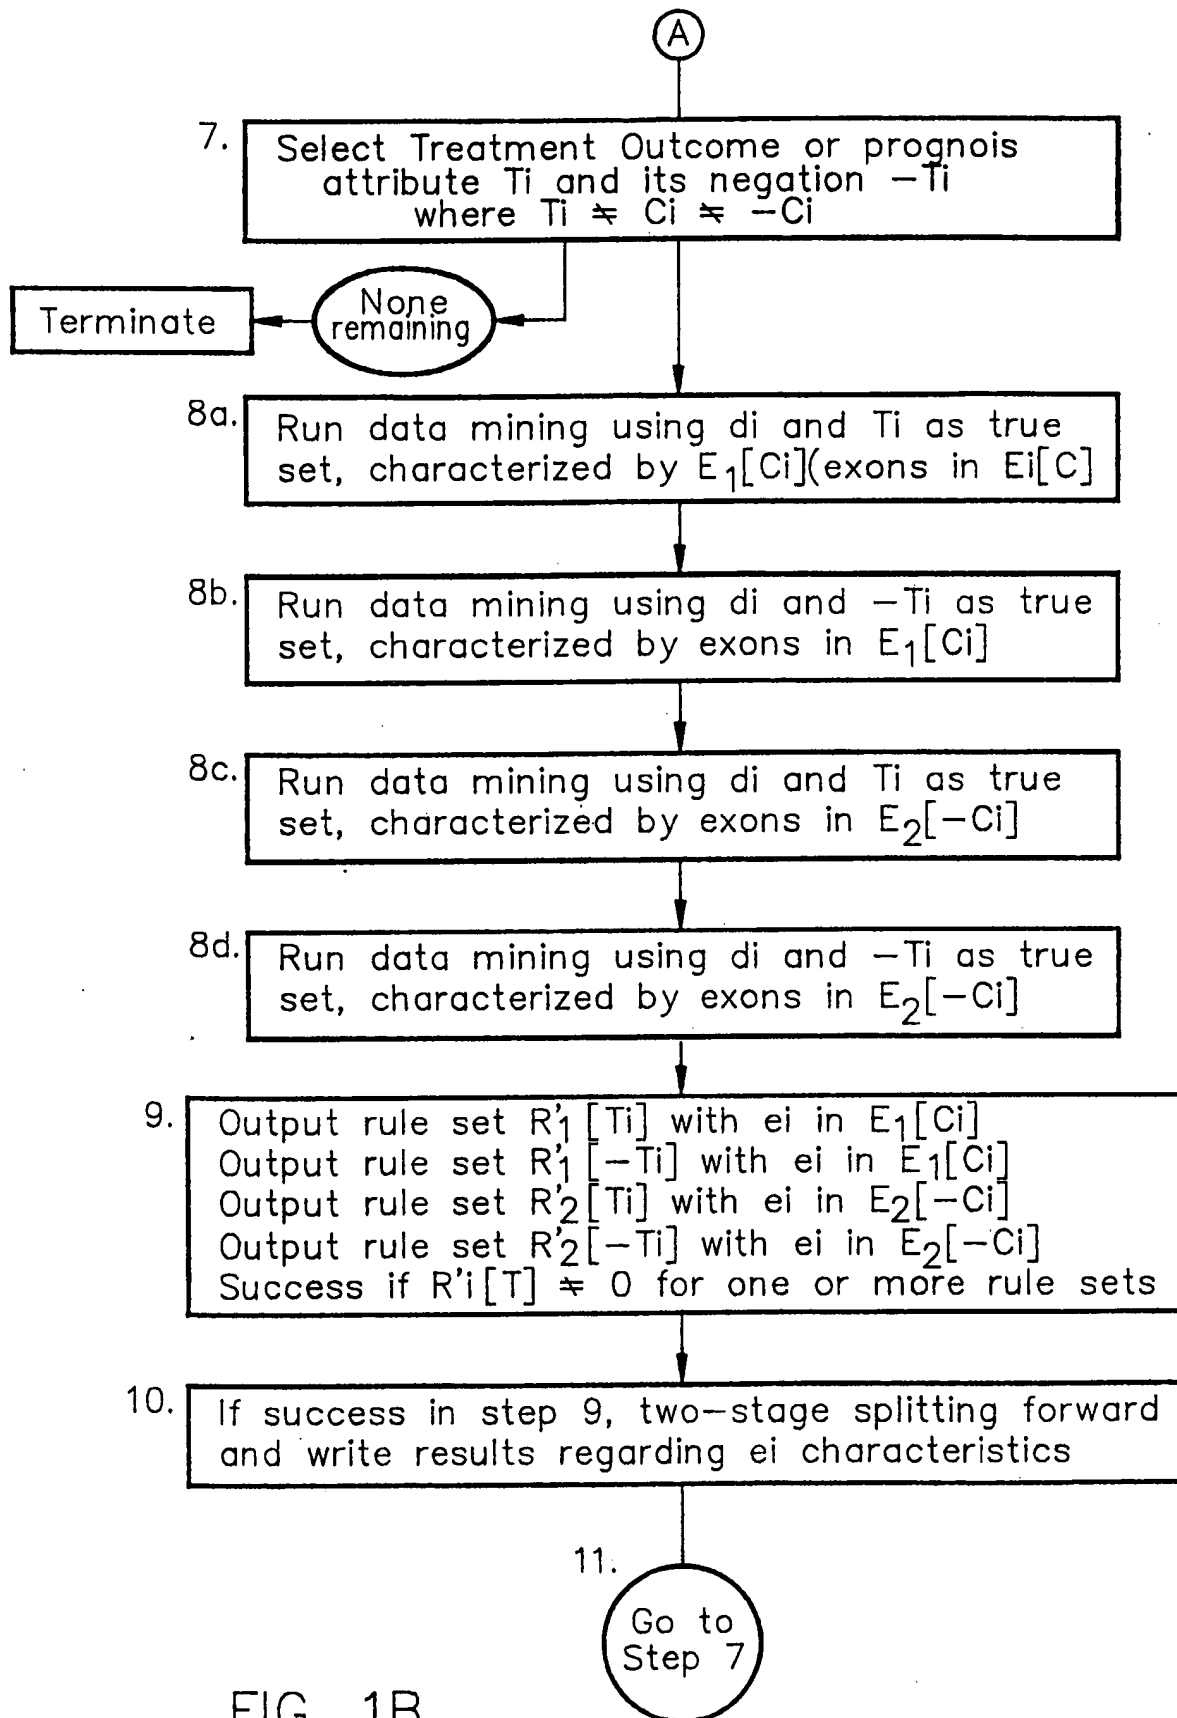 A
7.
Select Treatment Outcome or prognois
attribute Ti and its negation −Ti
where Ti ≒ Ci ≒ −Ci
None
remaining
Terminate
8a.
Run data mining using di and Ti as true
set, characterized by E1[Ci](exons in Ei[C]
8b.
Run data mining using di and −Ti as true
set, characterized by exons in E1[Ci]
8c.
Run data mining using di and Ti as true
set, characterized by exons in E2[−Ci]
8d.
Run data mining using di and −Ti as true
set, characterized by exons in E2[−Ci]
9.
Output rule set R'1[Ti] with ei in E1[Ci]
Output rule set R'1[−Ti] with ei in E1[Ci]
Output rule set R'2[Ti] with ei in E2[−Ci]
Output rule set R'2[−Ti] with ei in E2[−Ci]
Success if R'i[T] ≒ 0 for one or more rule sets
10.
If success in step 9, two−stage splitting forward
and write results regarding ei characteristics
11.
Go to
Step 7
FIG. 1B